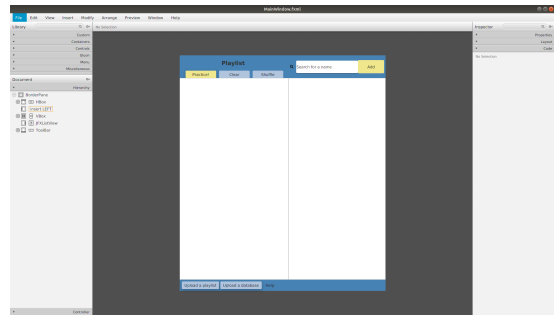 MainWindow.fxml
File Edit View Insert Modify Arrange Preview Window Help
Library
No Selection
Inspector
Custom
Containers
Controls
Menu
Miscellaneous
Properties
Layout
Code
No Selection
Document
Hierarchy
BorderPane
HBox
insert LEFT
VBox
JFXListView
ToolBar
Controller
Playlist
Search for a name
Add
Practice!
Clear
Shuffle
Upload a playlist
Upload a database
Help